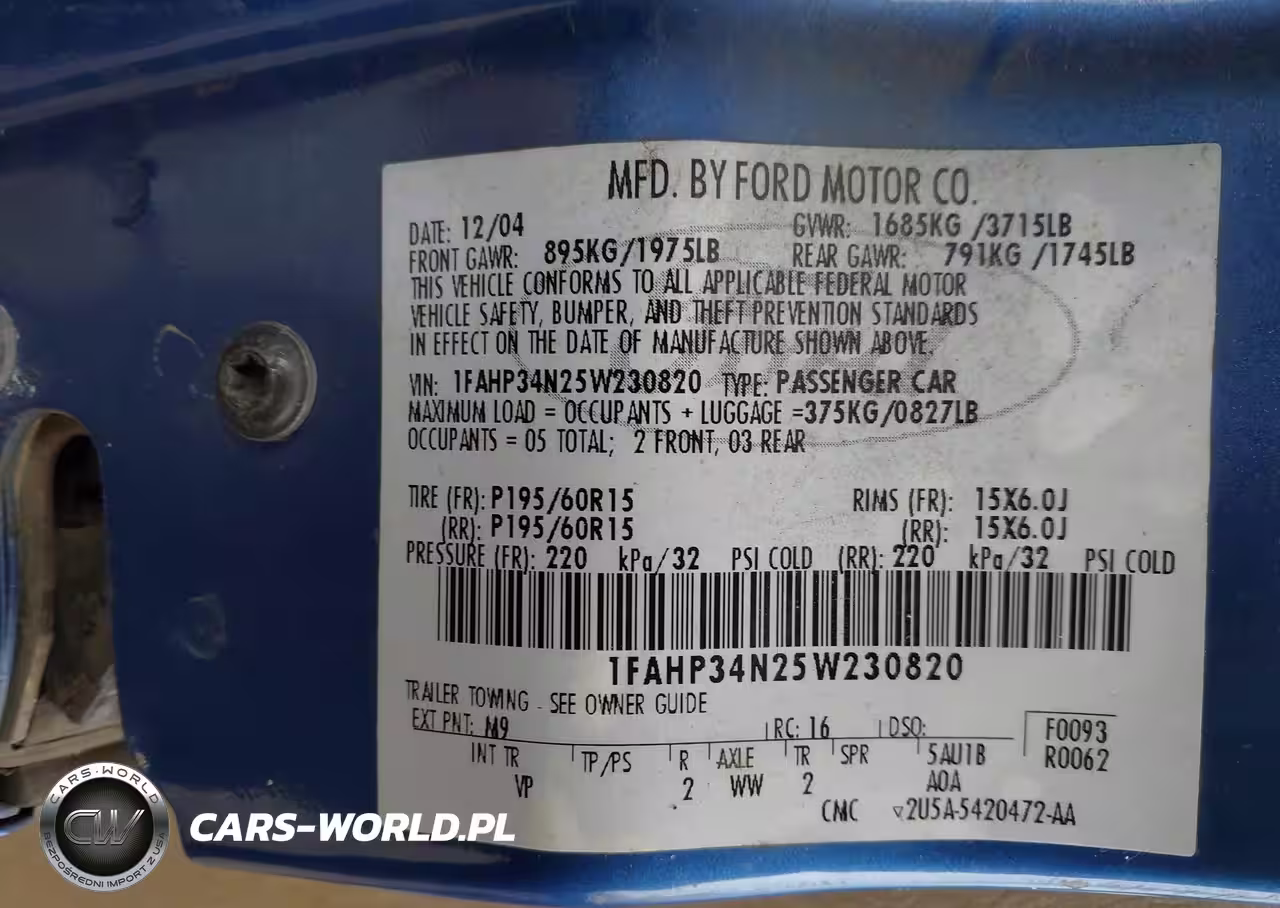 MFD. BY FORD MOTOR CO.
DATE: 12/04 GVWR: 1685KG /3715LB
FRONT GAWR: 895KG/1975LB REAR GAWR: 791KG /1745LB
THIS VEHICLE CONFORMS TO ALL APPLICABLE FEDERAL MOTOR
VEHICLE SAFETY, BUMPER, AND THEFT PREVENTION STANDARDS
IN EFFECT ON THE DATE OF MANUFACTURE SHOWN ABOVE.
VIN: 1FAHP34N25W230820 TYPE: PASSENGER CAR
MAXIMUM LOAD = OCCUPANTS + LUGGAGE =375KG/0827LB
OCCUPANTS = 05 TOTAL; 2 FRONT, 03 REAR
TIRE (FR): P195/60R15 RIMS (FR): 15X6.0J
(RR): P195/60R15 (RR): 15X6.0J
PRESSURE (FR): 220 kPa/32 PSI COLD (RR): 220 kPa/32 PSI COLD
1FAHP34N25W230820
TRAILER TOWING - SEE OWNER GUIDE
EXT PNT: M9 RC: 16 DSO: F0093
INT TR TP/PS R AXLE TR SPR 5AU1B R0062
VP 2 WW 2 A0A
CMC ▽2U5A-5420472-AA
CARS-WORLD
CW
BEZPOŚREDNI IMPORT Z USA
CARS-WORLD.PL